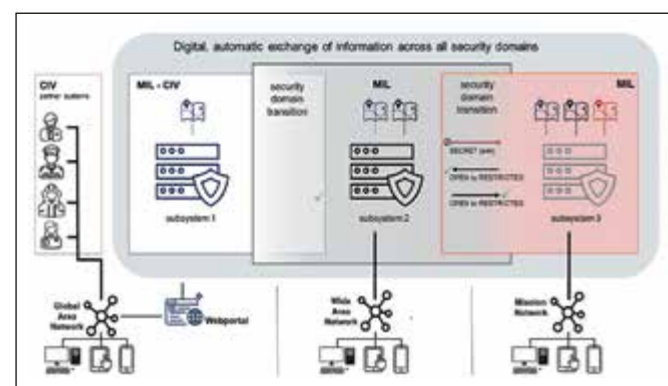 Digital, automatic exchange of information across all security domains
CIV
partner systems
MIL - CIV
security
domain
transition
MIL
security
domain
transition
MIL
SECRET (only)
OPEN to RESTRICTED
OPEN to RESTRICTED
subsystem 1
subsystem 2
subsystem 3
Global
Area
Network
Webportal
Wide
Area
Network
Mission
Network